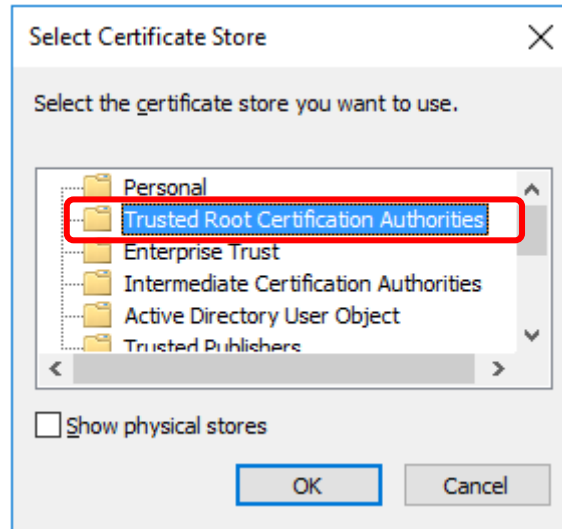 Select Certificate Store
Select the certificate store you want to use.
Personal
Trusted Root Certification Authorities
Enterprise Trust
Intermediate Certification Authorities
Active Directory User Object
Trusted Publishers
Show physical stores
OK Cancel